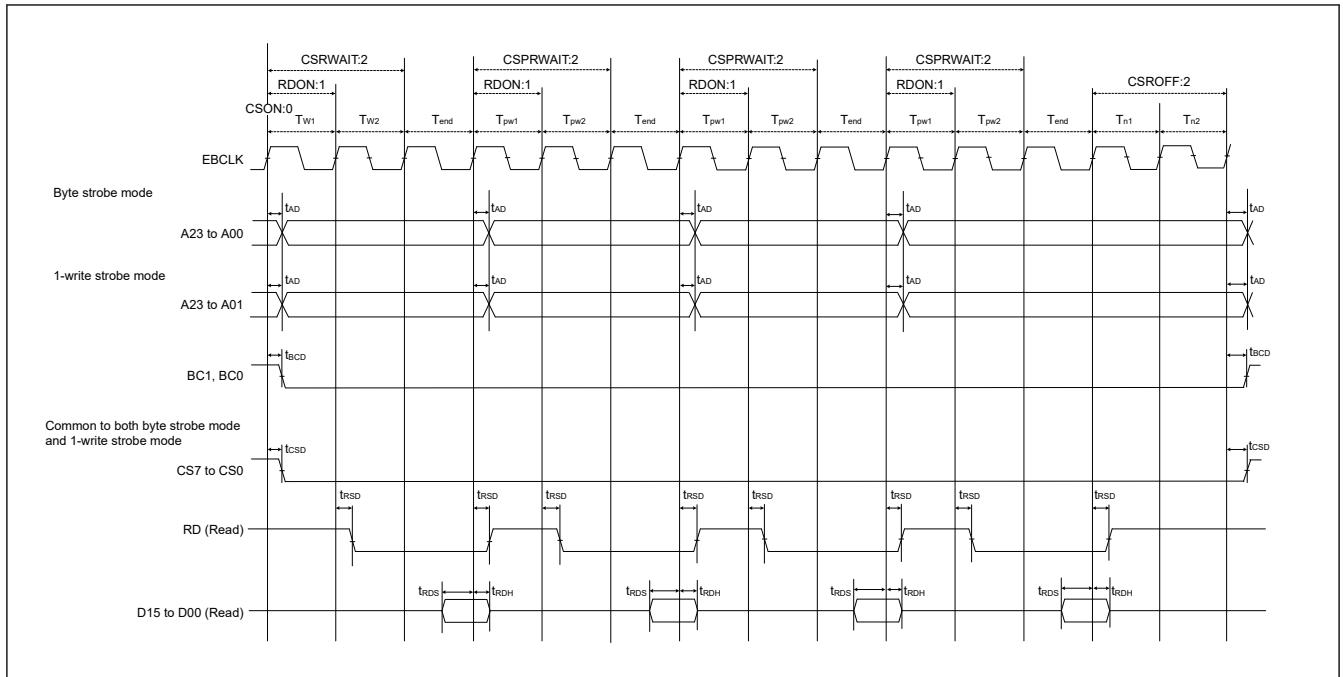 CSRWAIT:2 CSPRWAIT:2 CSPRWAIT:2 CSPRWAIT:2
RDON:1 RDON:1 RDON:1 RDON:1 CSROFF:2
CSON:0
TW1 TW2 Tend Tpw1 Tpw2 Tend Tpw1 Tpw2 Tend Tpw1 Tpw2 Tend Tn1 Tn2
EBCLK
Byte strobe mode
tAD tAD tAD tAD tAD
A23 to A00
1-write strobe mode
tAD tAD tAD tAD tAD
A23 to A01
tBCD tBCD
BC1, BC0
Common to both byte strobe mode
and 1-write strobe mode
tCSD tCSD
CS7 to CS0
tRSD tRSD tRSD tRSD tRSD tRSD tRSD tRSD
RD (Read)
tRDS tRDH tRDS tRDH tRDS tRDH tRDS tRDH
D15 to D00 (Read)